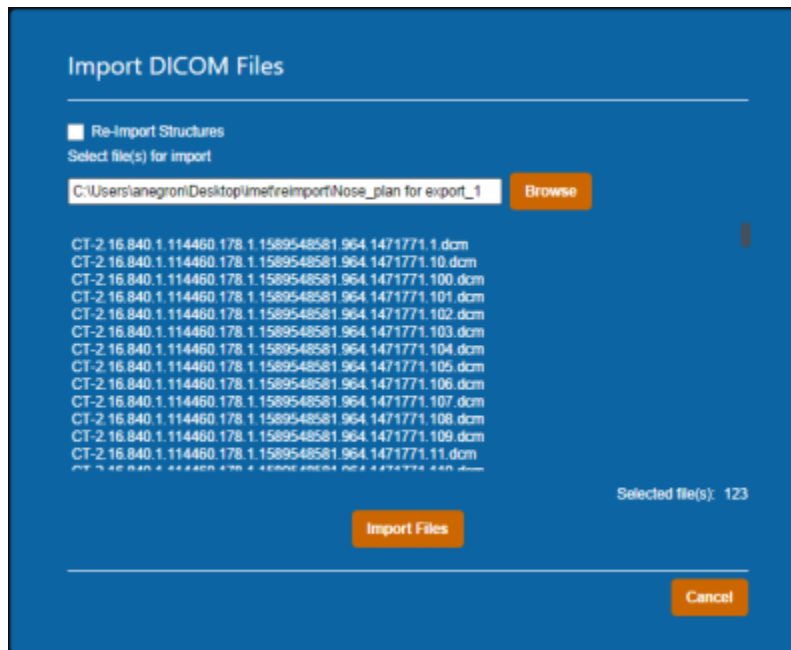 Import DICOM Files
Re-Import Structures
Select file(s) for import
C:\Users\anegron\Desktop\imef\reimport\Nose_plan for export_1
Browse
CT-2.16.840.1.114460.178.1.1589548581.964.1471771.1.dcm
CT-2.16.840.1.114460.178.1.1589548581.964.1471771.10.dcm
CT-2.16.840.1.114460.178.1.1589548581.964.1471771.100.dcm
CT-2.16.840.1.114460.178.1.1589548581.964.1471771.101.dcm
CT-2.16.840.1.114460.178.1.1589548581.964.1471771.102.dcm
CT-2.16.840.1.114460.178.1.1589548581.964.1471771.103.dcm
CT-2.16.840.1.114460.178.1.1589548581.964.1471771.104.dcm
CT-2.16.840.1.114460.178.1.1589548581.964.1471771.105.dcm
CT-2.16.840.1.114460.178.1.1589548581.964.1471771.106.dcm
CT-2.16.840.1.114460.178.1.1589548581.964.1471771.107.dcm
CT-2.16.840.1.114460.178.1.1589548581.964.1471771.108.dcm
CT-2.16.840.1.114460.178.1.1589548581.964.1471771.109.dcm
CT-2.16.840.1.114460.178.1.1589548581.964.1471771.11.dcm
Selected file(s): 123
Import Files
Cancel